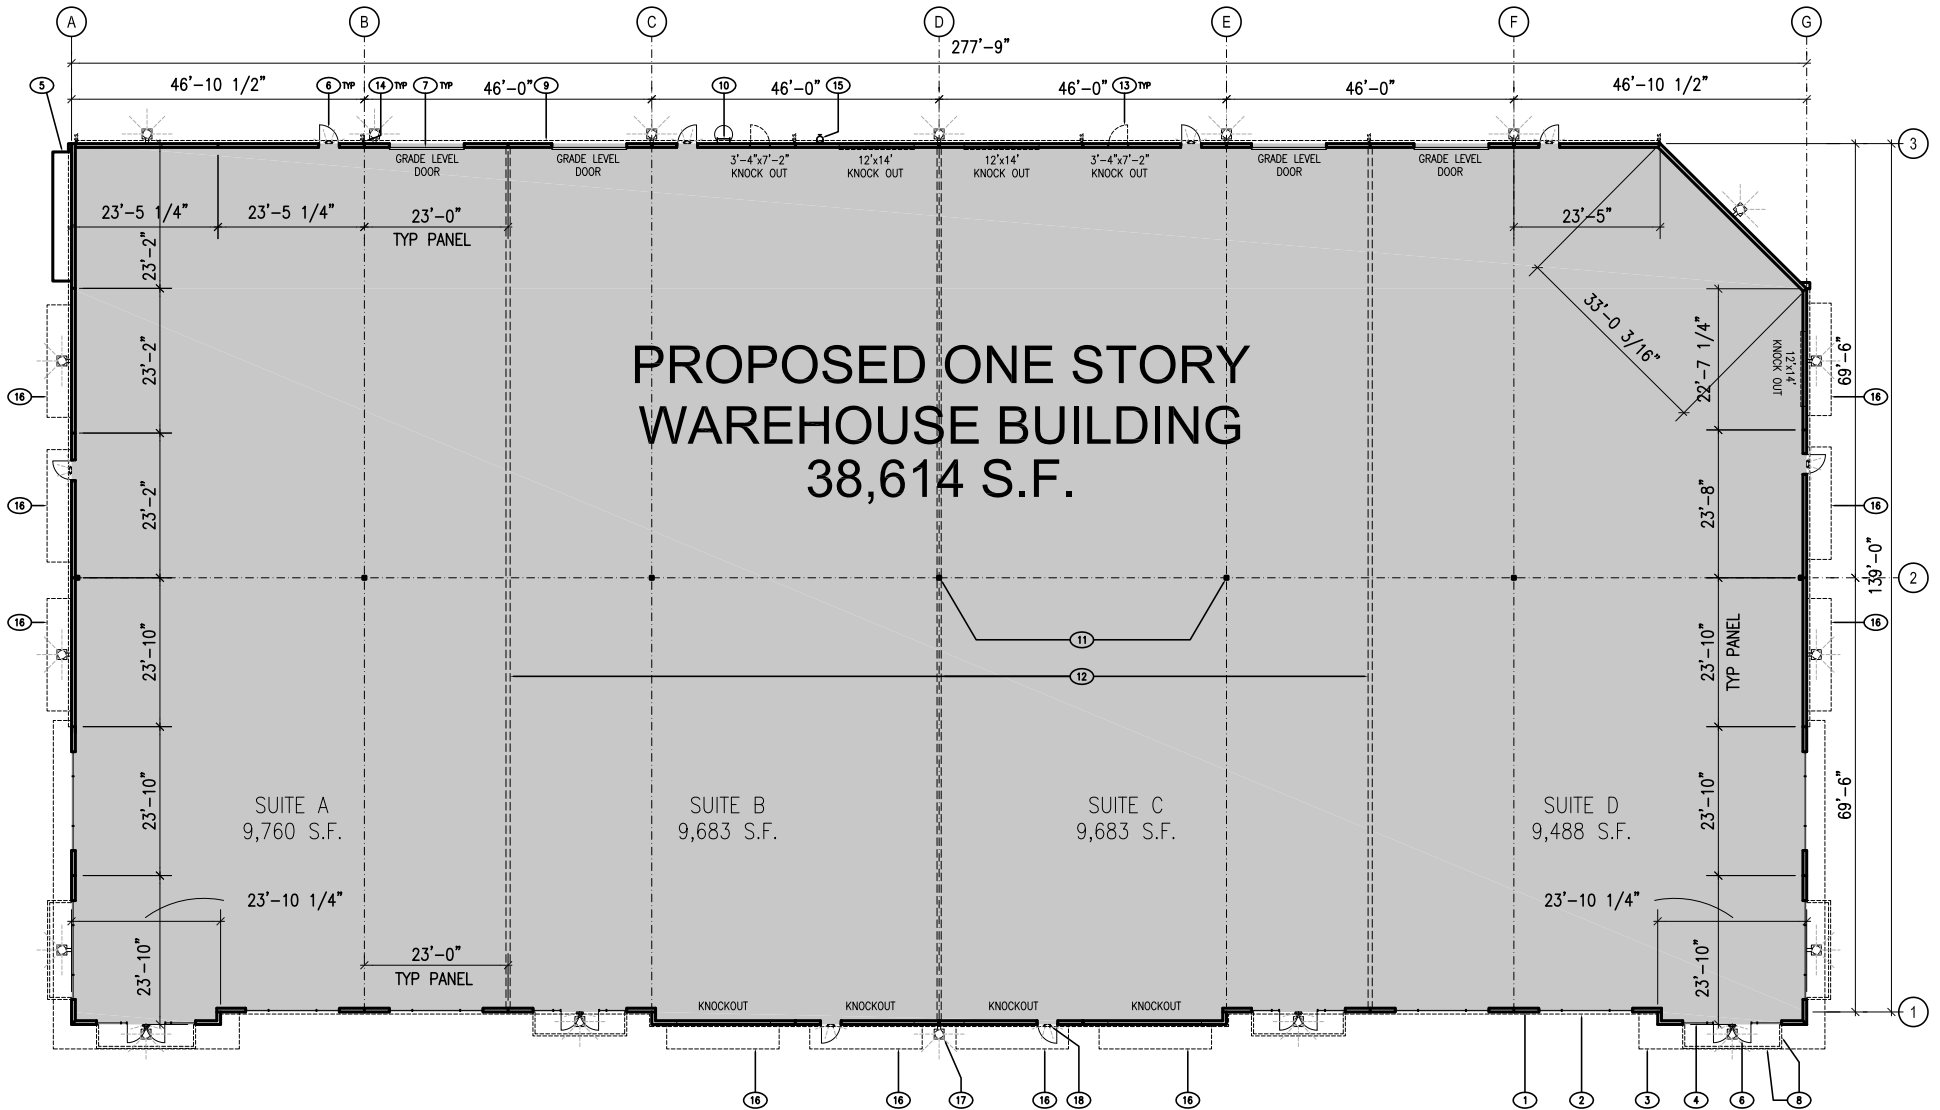 A B C D E F G
277'-9"
46'-10 1/2" 46'-0" 46'-0" 46'-0" 46'-0" 46'-10 1/2"
5 6 TYP 14 TYP 7 TYP 9 10 15 13 TYP
3
GRADE LEVEL
DOOR
GRADE LEVEL
DOOR
3'-4"x7'-2"
KNOCK OUT
12'x14'
KNOCK OUT
12'x14'
KNOCK OUT
3'-4"x7'-2"
KNOCK OUT
GRADE LEVEL
DOOR
GRADE LEVEL
DOOR
23'-5 1/4" 23'-5 1/4" 23'-0" 23'-5"
TYP PANEL
23'-2"
23'-2"
23'-2"
23'-10"
23'-10"
23'-10"
33'-0 3/16"
22'-7 1/4"
23'-8"
23'-10"
TYP PANEL
23'-10"
23'-10"
12'x14'
KNOCK OUT
69'-6"
139'-0"
69'-6"
PROPOSED ONE STORY
WAREHOUSE BUILDING
38,614 S.F.
16 16
16 16
2
16 16
11
12
SUITE A
9,760 S.F.
SUITE B
9,683 S.F.
SUITE C
9,683 S.F.
SUITE D
9,488 S.F.
23'-10 1/4" 23'-10 1/4"
23'-0"
TYP PANEL
KNOCKOUT KNOCKOUT KNOCKOUT KNOCKOUT
1
16 16 17 16 18 16 1 2 3 4 6 8